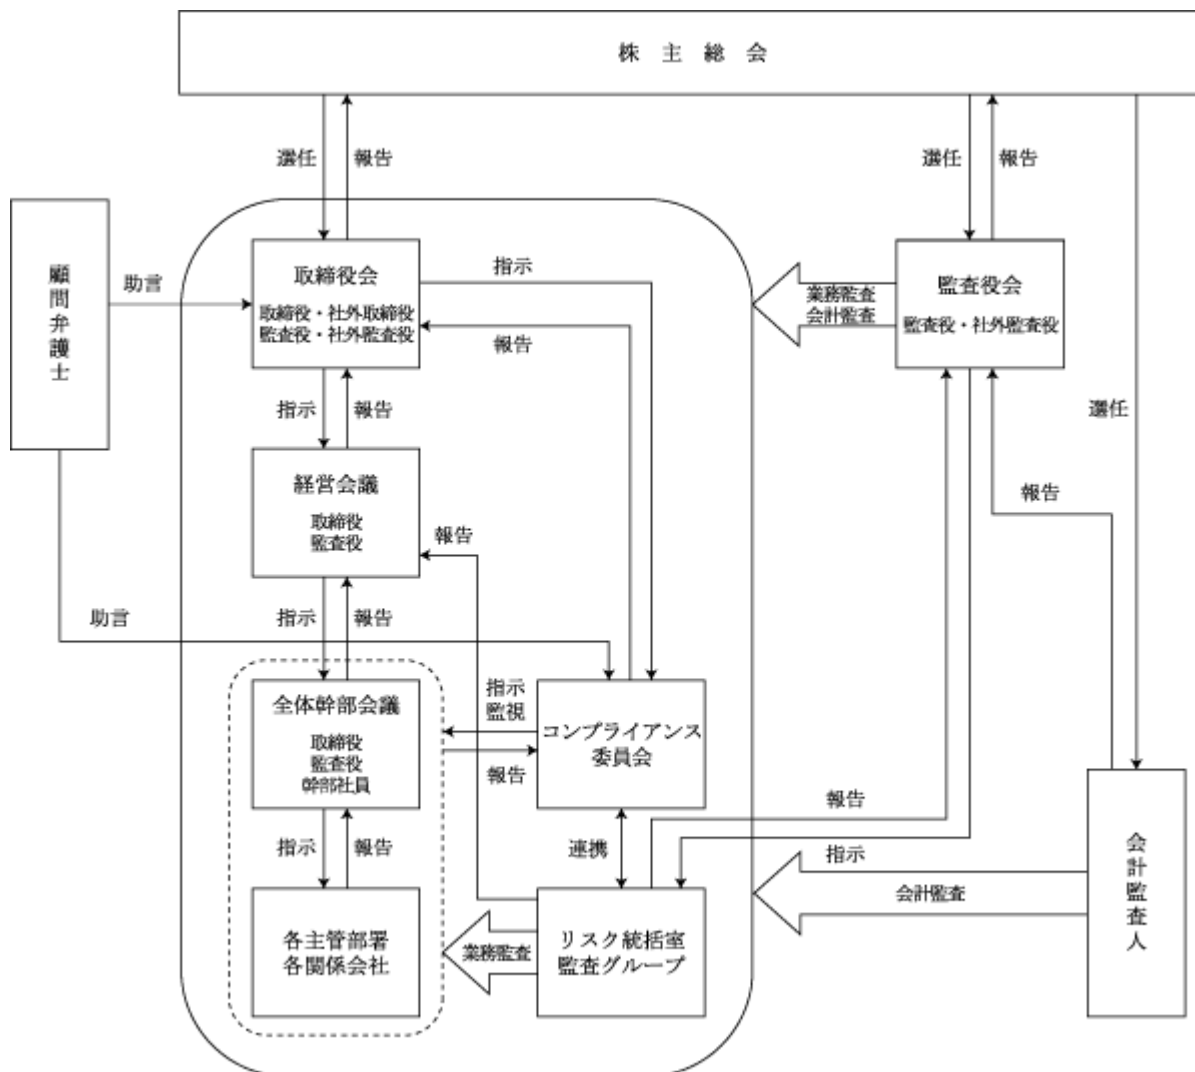 株主総会
選任
報告
選任
報告
顧問弁護士
助言
取締役会
取締役・社外取締役
監査役・社外監査役
指示
報告
業務監査
会計監査
監査役会
監査役・社外監査役
指示
報告
選任
経営会議
取締役
監査役
報告
報告
指示
報告
助言
全体幹部会議
取締役
監査役
幹部社員
指示
監視
報告
コンプライアンス
委員会
報告
指示
報告
連携
指示
会計監査
会計監査人
各主管部署
各関係会社
業務監査
リスク統括室
監査グループ